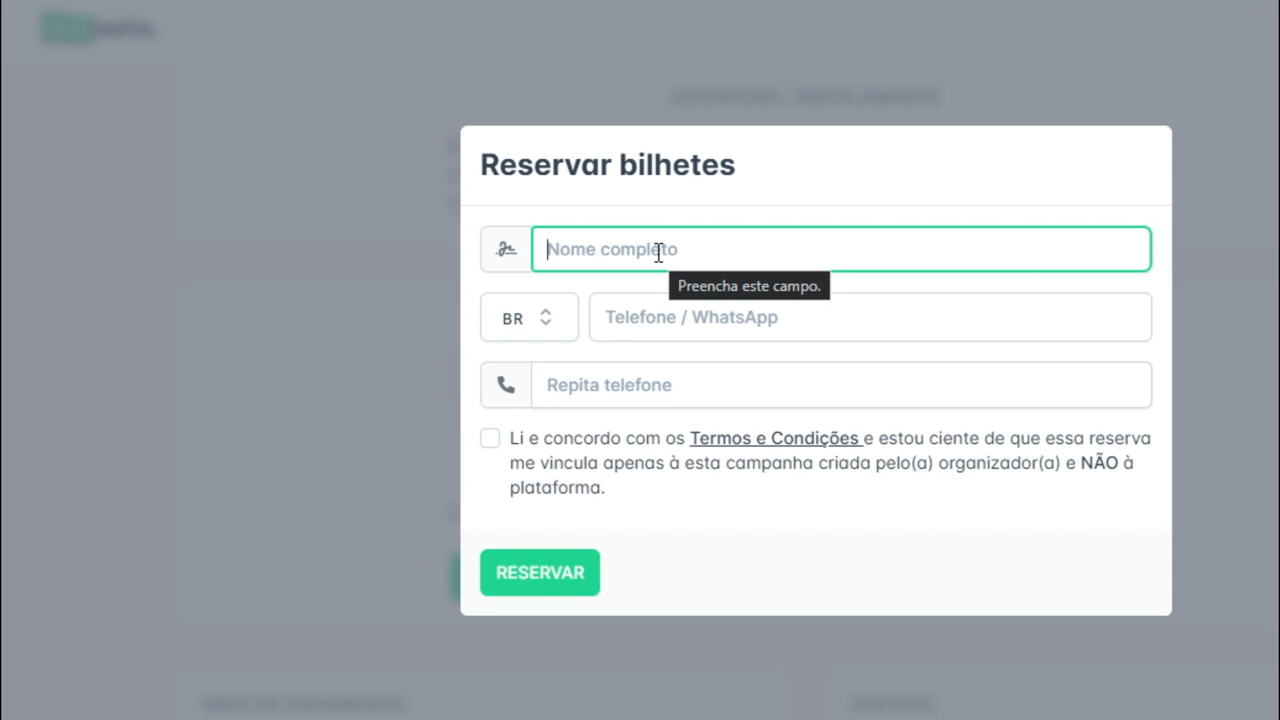 Reservar bilhetes
Nome completo
Preencha este campo.
BR
Telefone / WhatsApp
Repita telefone
Li e concordo com os Termos e Condições e estou ciente de que essa reserva
me vincula apenas à esta campanha criada pelo(a) organizador(a) e NÃO à
plataforma.
RESERVAR